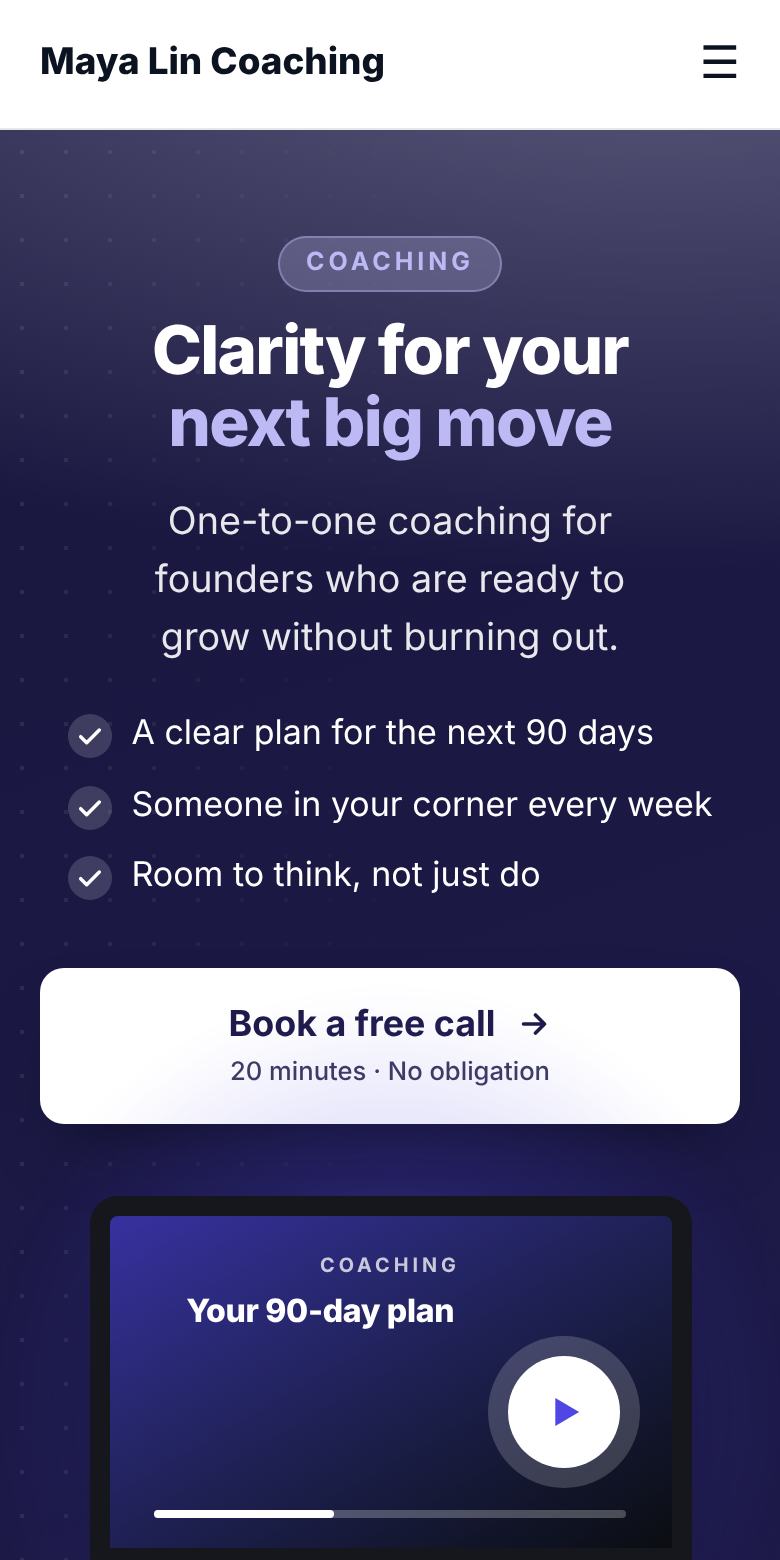 Maya Lin Coaching
COACHING
Clarity for your
next big move
One-to-one coaching for
founders who are ready to
grow without burning out.
A clear plan for the next 90 days
Someone in your corner every week
Room to think, not just do
Book a free call →
20 minutes · No obligation
COACHING
Your 90-day plan